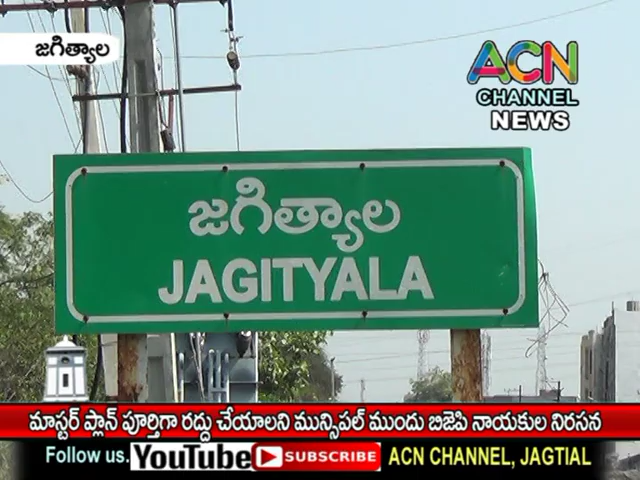 జగిత్యాల
ACN
CHANNEL
NEWS
జగిత్యాల
JAGITYALA
మాస్టర్ ప్లాన్ పూర్తిగా రద్దు చేయాలని మున్సిపల్ ముందు బిజెపి నాయకుల నిరసన
Follow us. YouTube SUBSCRIBE ACN CHANNEL, JAGTIAL